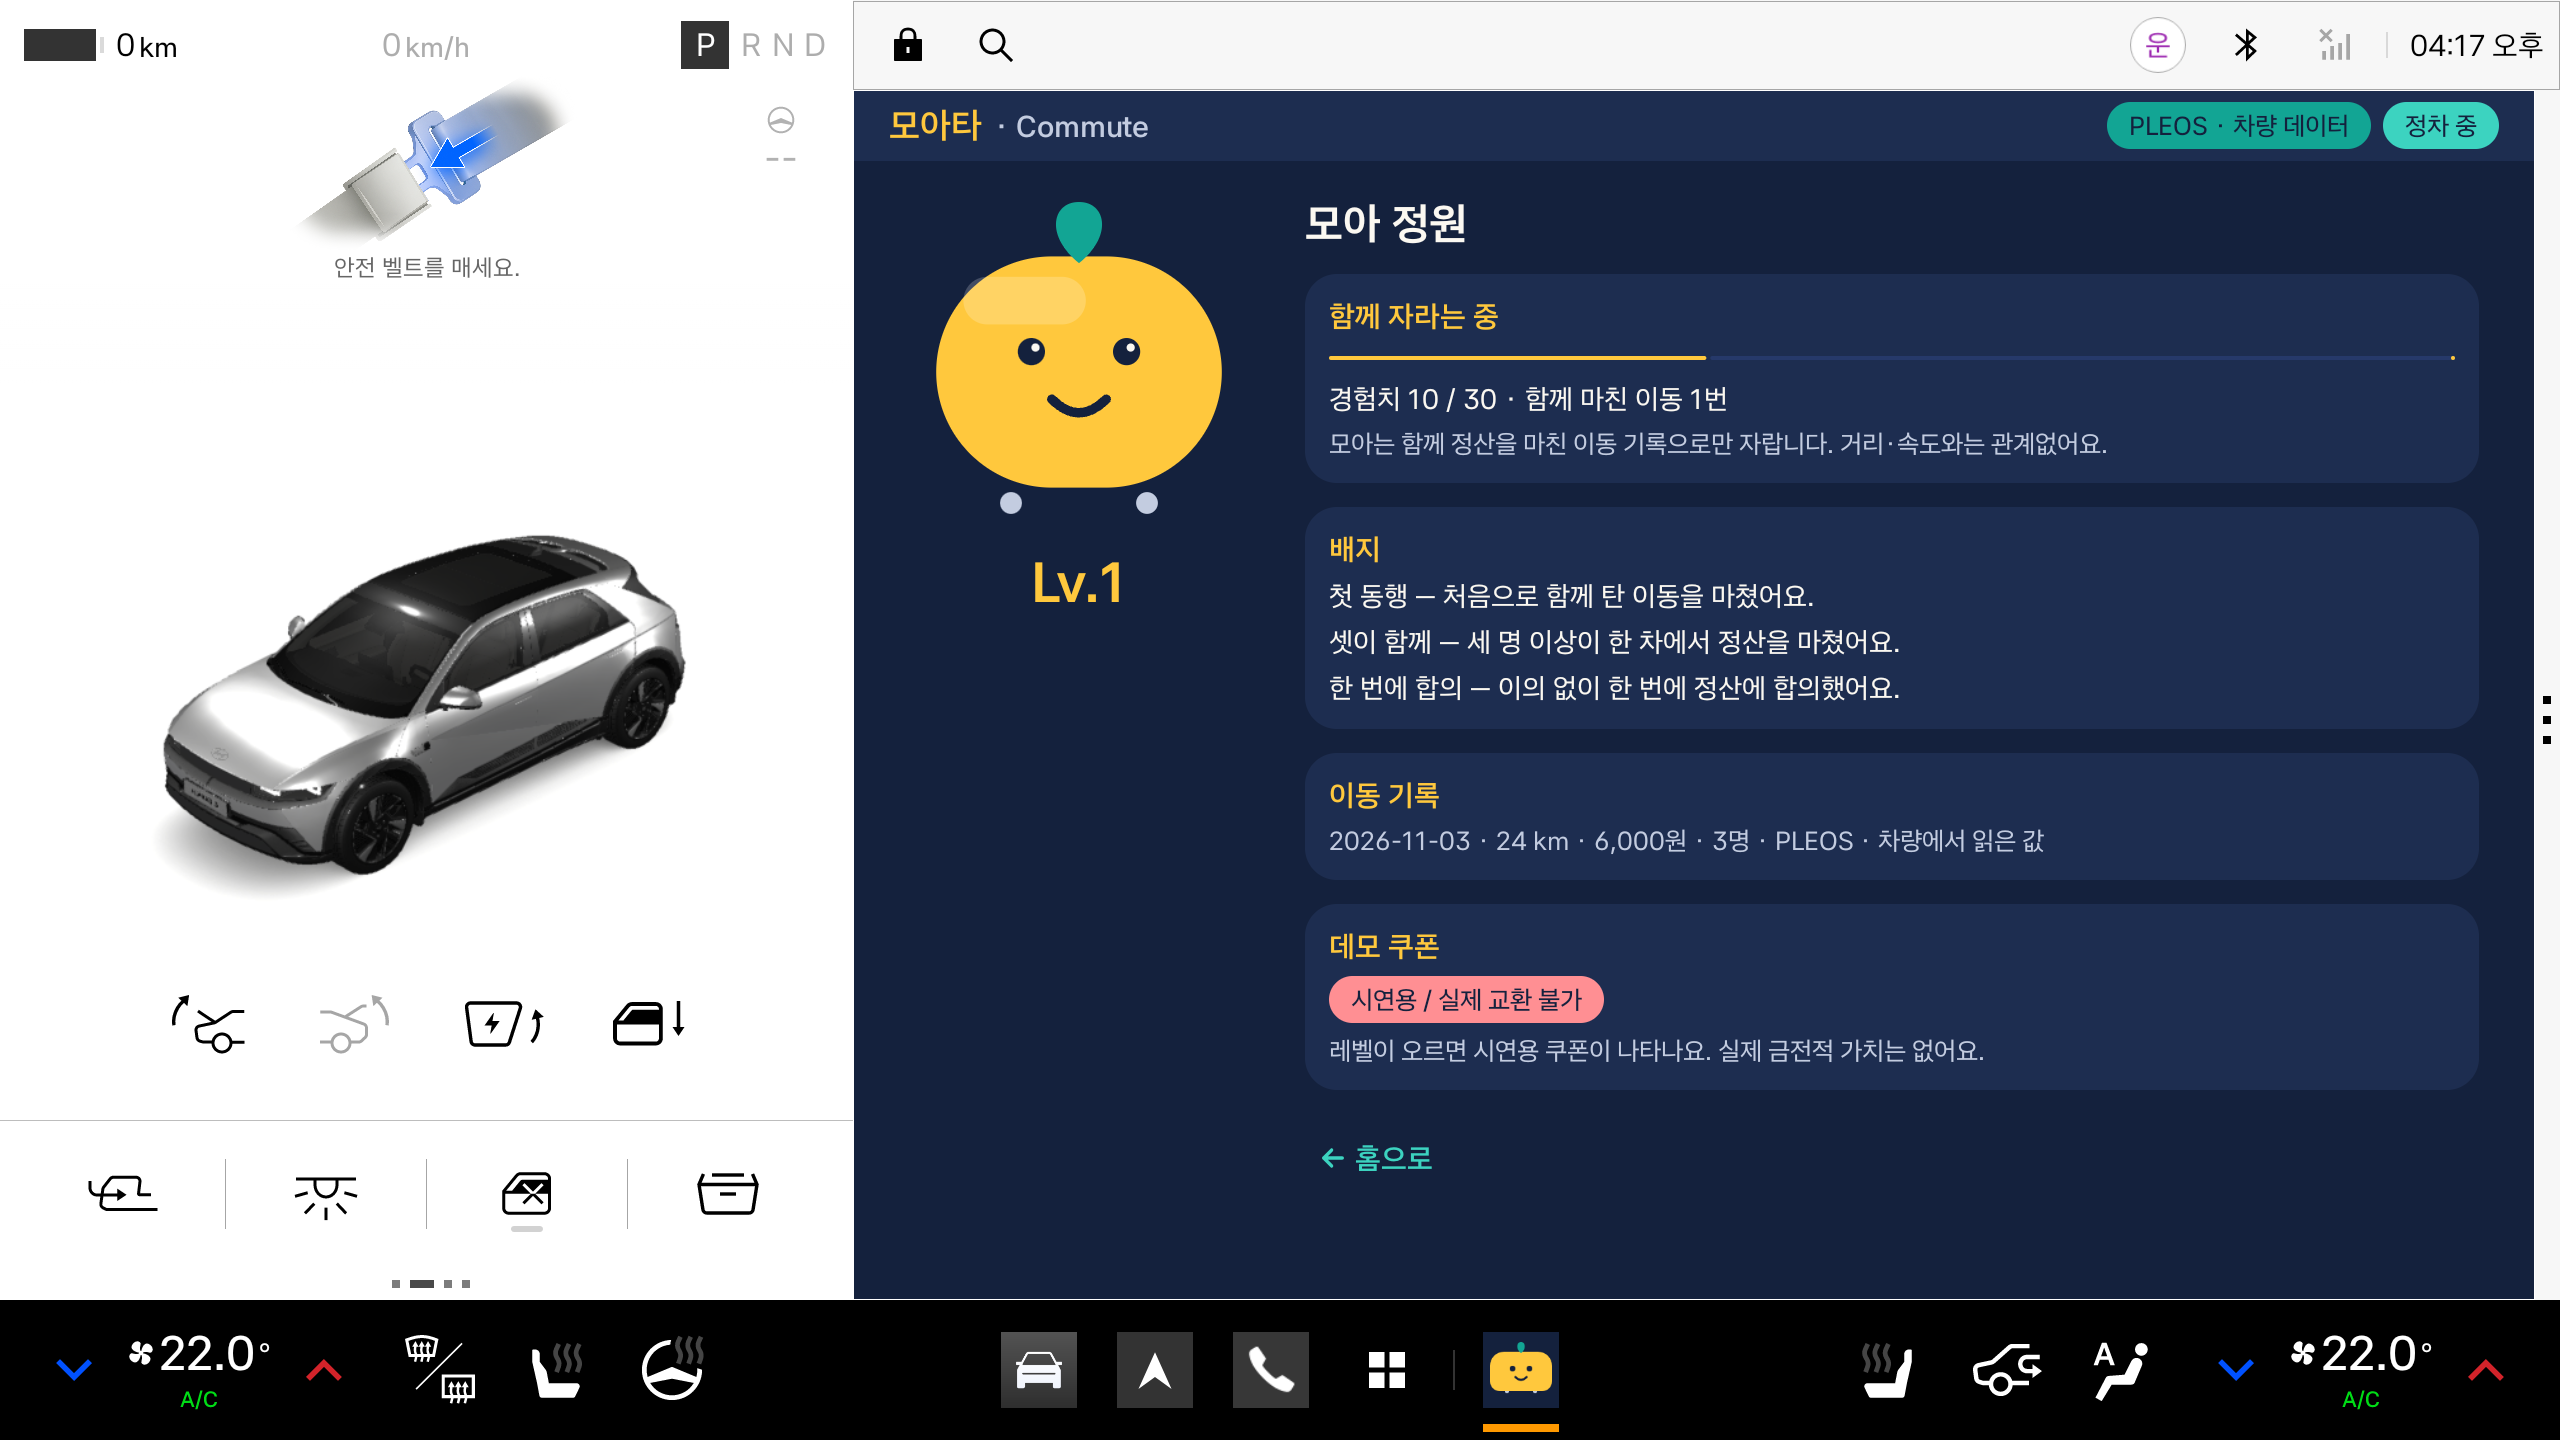 0 km
0 km/h
P R N D
안전 벨트를 매세요.
운
04:17 오후
모아타 · Commute
PLEOS · 차량 데이터
정차 중
Lv.1
모아 정원
함께 자라는 중
경험치 10 / 30 · 함께 마친 이동 1번
모아는 함께 정산을 마친 이동 기록으로만 자랍니다. 거리·속도와는 관계없어요.
배지
첫 동행 — 처음으로 함께 탄 이동을 마쳤어요.
셋이 함께 — 세 명 이상이 한 차에서 정산을 마쳤어요.
한 번에 합의 — 이의 없이 한 번에 정산에 합의했어요.
이동 기록
2026-11-03 · 24 km · 6,000원 · 3명 · PLEOS · 차량에서 읽은 값
데모 쿠폰
시연용 / 실제 교환 불가
레벨이 오르면 시연용 쿠폰이 나타나요. 실제 금전적 가치는 없어요.
← 홈으로
22.0°
A/C
A
22.0°
A/C